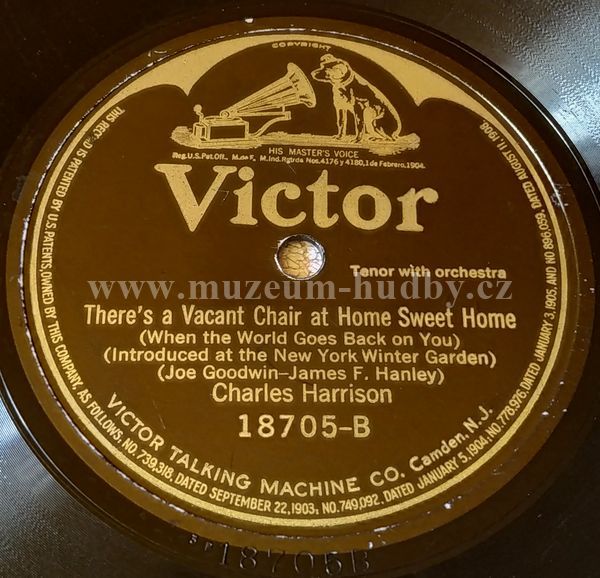 COPYRIGHT
HIS MASTER'S VOICE
Reg.U.S.Pat.Off., M.de F., M.Ind.Rgtrda Nos.4176 y 4180,1 de Febrero,1904.
Victor
Tenor with orchestra
www.muzeum-hudby.cz
There's a Vacant Chair at Home Sweet Home
(When the World Goes Back on You)
(Introduced at the New York Winter Garden)
(Joe Goodwin–James F. Hanley)
Charles Harrison
18705-B
VICTOR TALKING MACHINE CO. Camden, N.J.
THIS REC D IS PATENTED BY U.S. PATENTS, OWNED BY THIS COMPANY, AS FOLLOWS, NO. 739,318, DATED SEPTEMBER 22, 1903; NO. 749,092, DATED JANUARY 5, 1904; NO. 778,976, DATED JANUARY 3, 1905, AND NO. 896,059, DATED AUGUST 11, 1908.
18705B